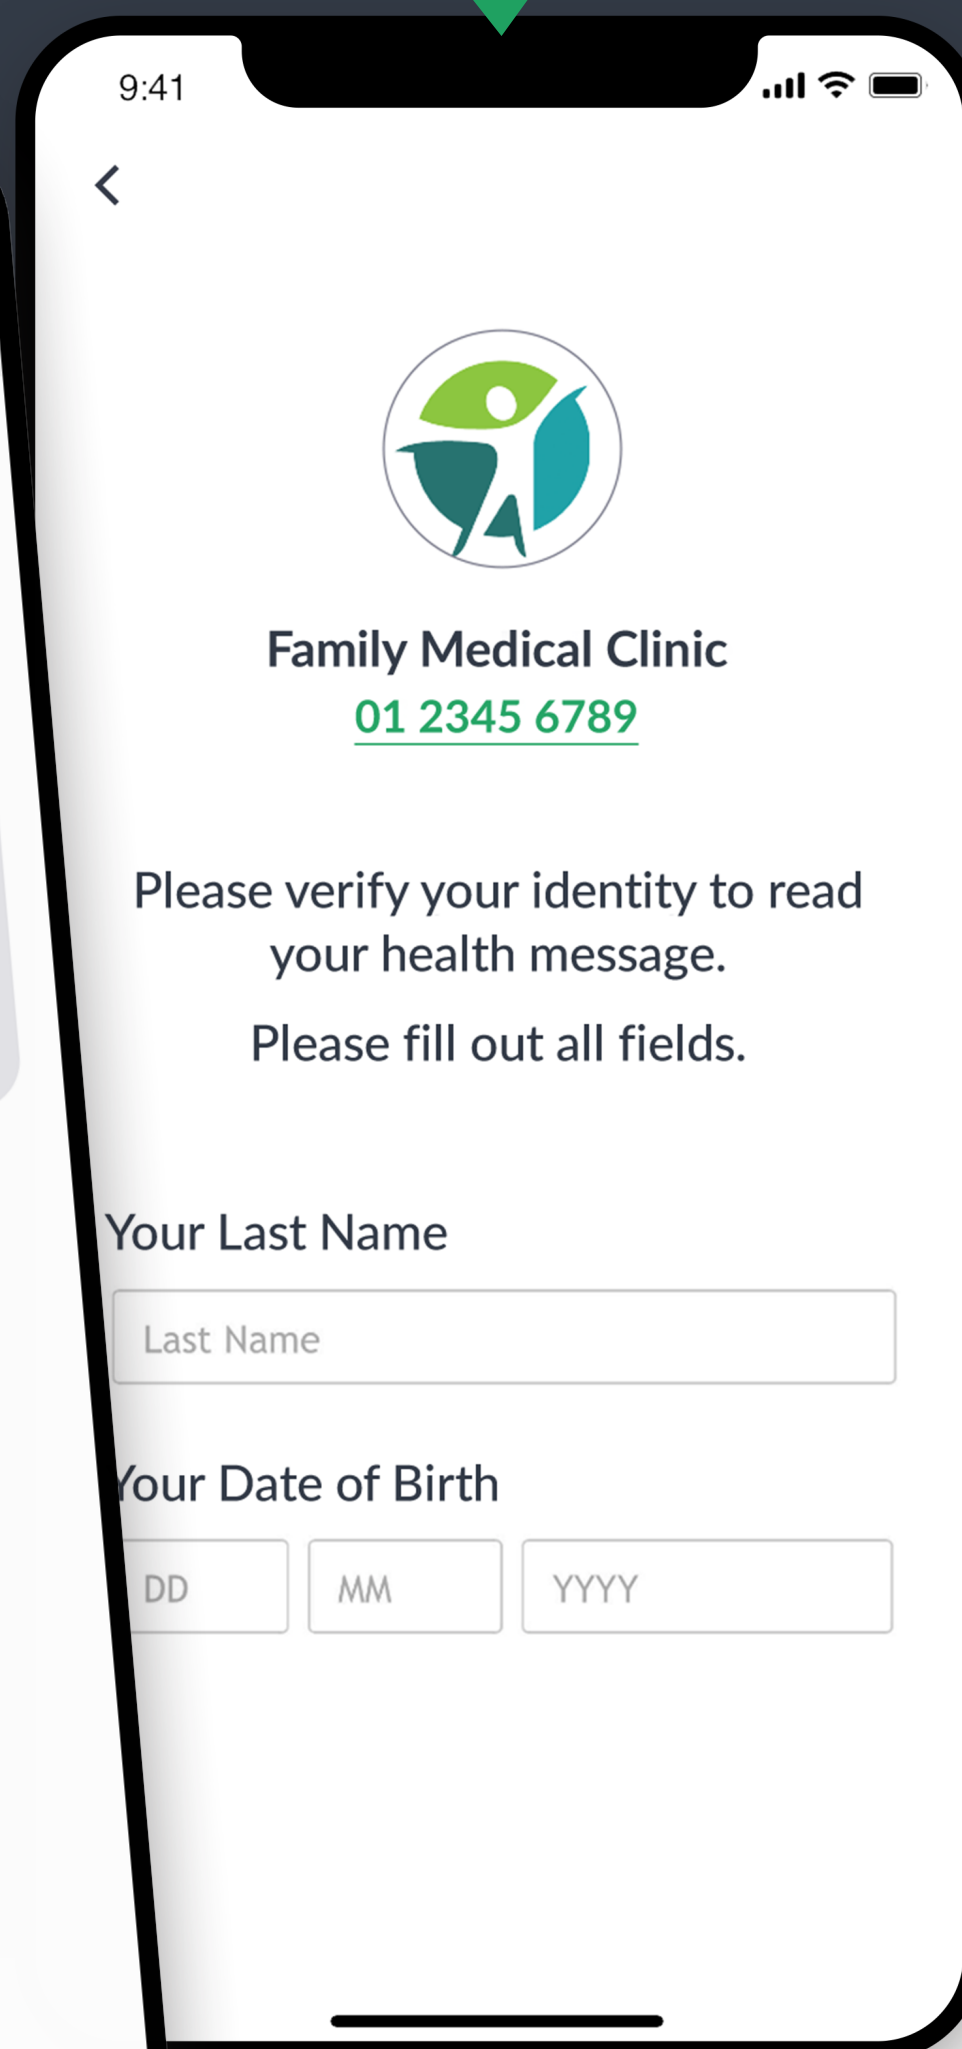 9:41
Family Medical Clinic
01 2345 6789
Please verify your identity to read
your health message.
Please fill out all fields.
Your Last Name
Last Name
Your Date of Birth
DD MM YYYY